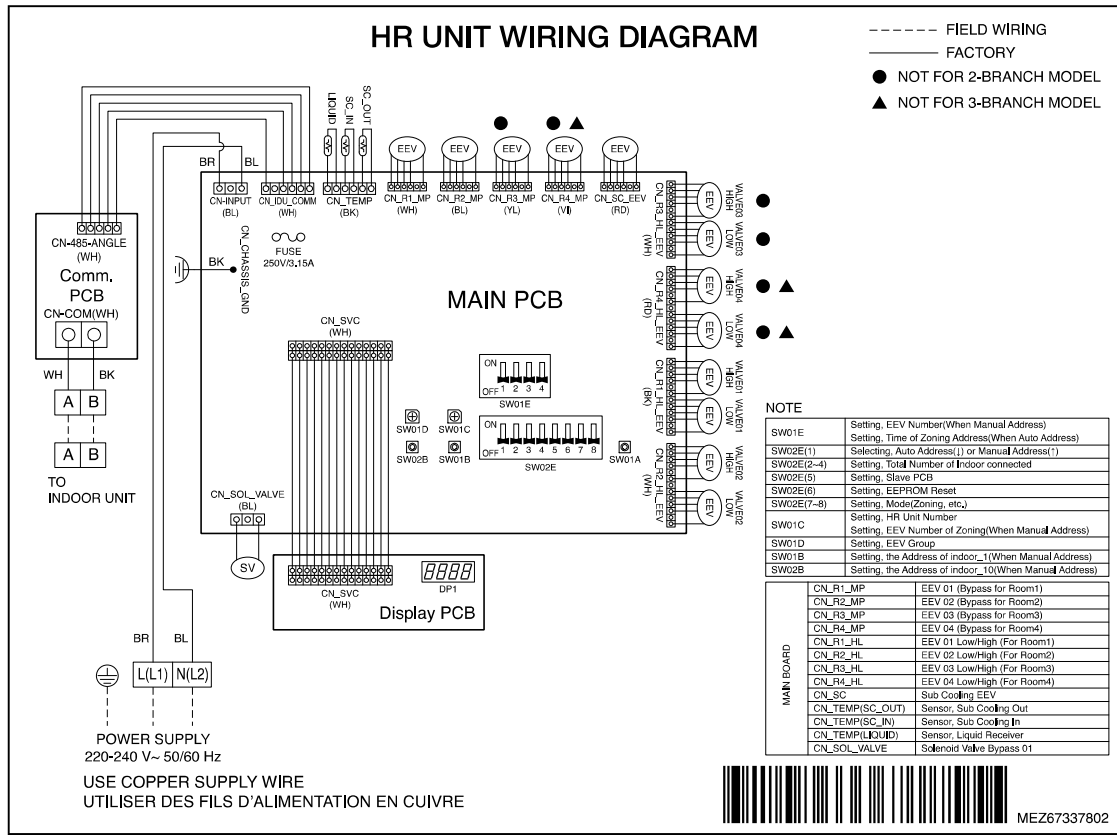 HR UNIT WIRING DIAGRAM
FIELD WIRING
FACTORY
NOT FOR 2-BRANCH MODEL
NOT FOR 3-BRANCH MODEL
LIQUID
SC_IN
SC_OUT
EEV
EEV
EEV
EEV
EEV
BR
BL
CN-INPUT
(BL)
CN_IDU_COMM
(WH)
CN_TEMP
(BK)
CN_R1_MP
(WH)
CN_R2_MP
(BL)
CN_R3_MP
(YL)
CN_R4_MP
(VI)
CN_SC_EEV
(RD)
CN-485-ANGLE
(WH)
Comm.
PCB
CN-COM(WH)
WH
BK
A B
A B
TO
INDOOR UNIT
BK
CN_CHASSIS_GND
FUSE
250V/3.15A
MAIN PCB
CN_SVC
(WH)
ON
OFF 1 2 3 4
SW01E
ON
OFF 1 2 3 4 5 6 7 8
SW02E
SW01D
SW01C
SW02B
SW01B
SW01A
CN_R3_HL_EEV
(WH)
EEV
HIGH
VALVE03
EEV
LOW
VALVE03
CN_R4_HL_EEV
(RD)
EEV
HIGH
VALVE04
EEV
LOW
VALVE04
CN_R1_HL_EEV
(BK)
EEV
HIGH
VALVE01
EEV
LOW
VALVE01
CN_R2_HL_EEV
(WH)
EEV
HIGH
VALVE02
EEV
LOW
VALVE02
CN_SOL_VALVE
(BL)
SV
CN_SVC
(WH)
DP1
Display PCB
BR
BL
L(L1) N(L2)
POWER SUPPLY
220-240 V~ 50/60 Hz
USE COPPER SUPPLY WIRE
UTILISER DES FILS D'ALIMENTATION EN CUIVRE
NOTE
SW01E Setting, EEV Number(When Manual Address)
Setting, Time of Zoning Address(When Auto Address)
SW02E(1) Selecting, Auto Address(↓) or Manual Address(↑)
SW02E(2~4) Setting, Total Number of Indoor connected
SW02E(5) Setting, Slave PCB
SW02E(6) Setting, EEPROM Reset
SW02E(7~8) Setting, Mode(Zoning, etc.)
SW01C Setting, HR Unit Number
Setting, EEV Number of Zoning(When Manual Address)
SW01D Setting, EEV Group
SW01B Setting, the Address of indoor_1(When Manual Address)
SW02B Setting, the Address of indoor_10(When Manual Address)
MAIN BOARD
CN_R1_MP EEV 01 (Bypass for Room1)
CN_R2_MP EEV 02 (Bypass for Room2)
CN_R3_MP EEV 03 (Bypass for Room3)
CN_R4_MP EEV 04 (Bypass for Room4)
CN_R1_HL EEV 01 Low/High (For Room1)
CN_R2_HL EEV 02 Low/High (For Room2)
CN_R3_HL EEV 03 Low/High (For Room3)
CN_R4_HL EEV 04 Low/High (For Room4)
CN_SC Sub Cooling EEV
CN_TEMP(SC_OUT) Sensor, Sub Cooling Out
CN_TEMP(SC_IN) Sensor, Sub Cooling In
CN_TEMP(LIQUID) Sensor, Liquid Receiver
CN_SOL_VALVE Solenoid Valve Bypass 01
MEZ67337802